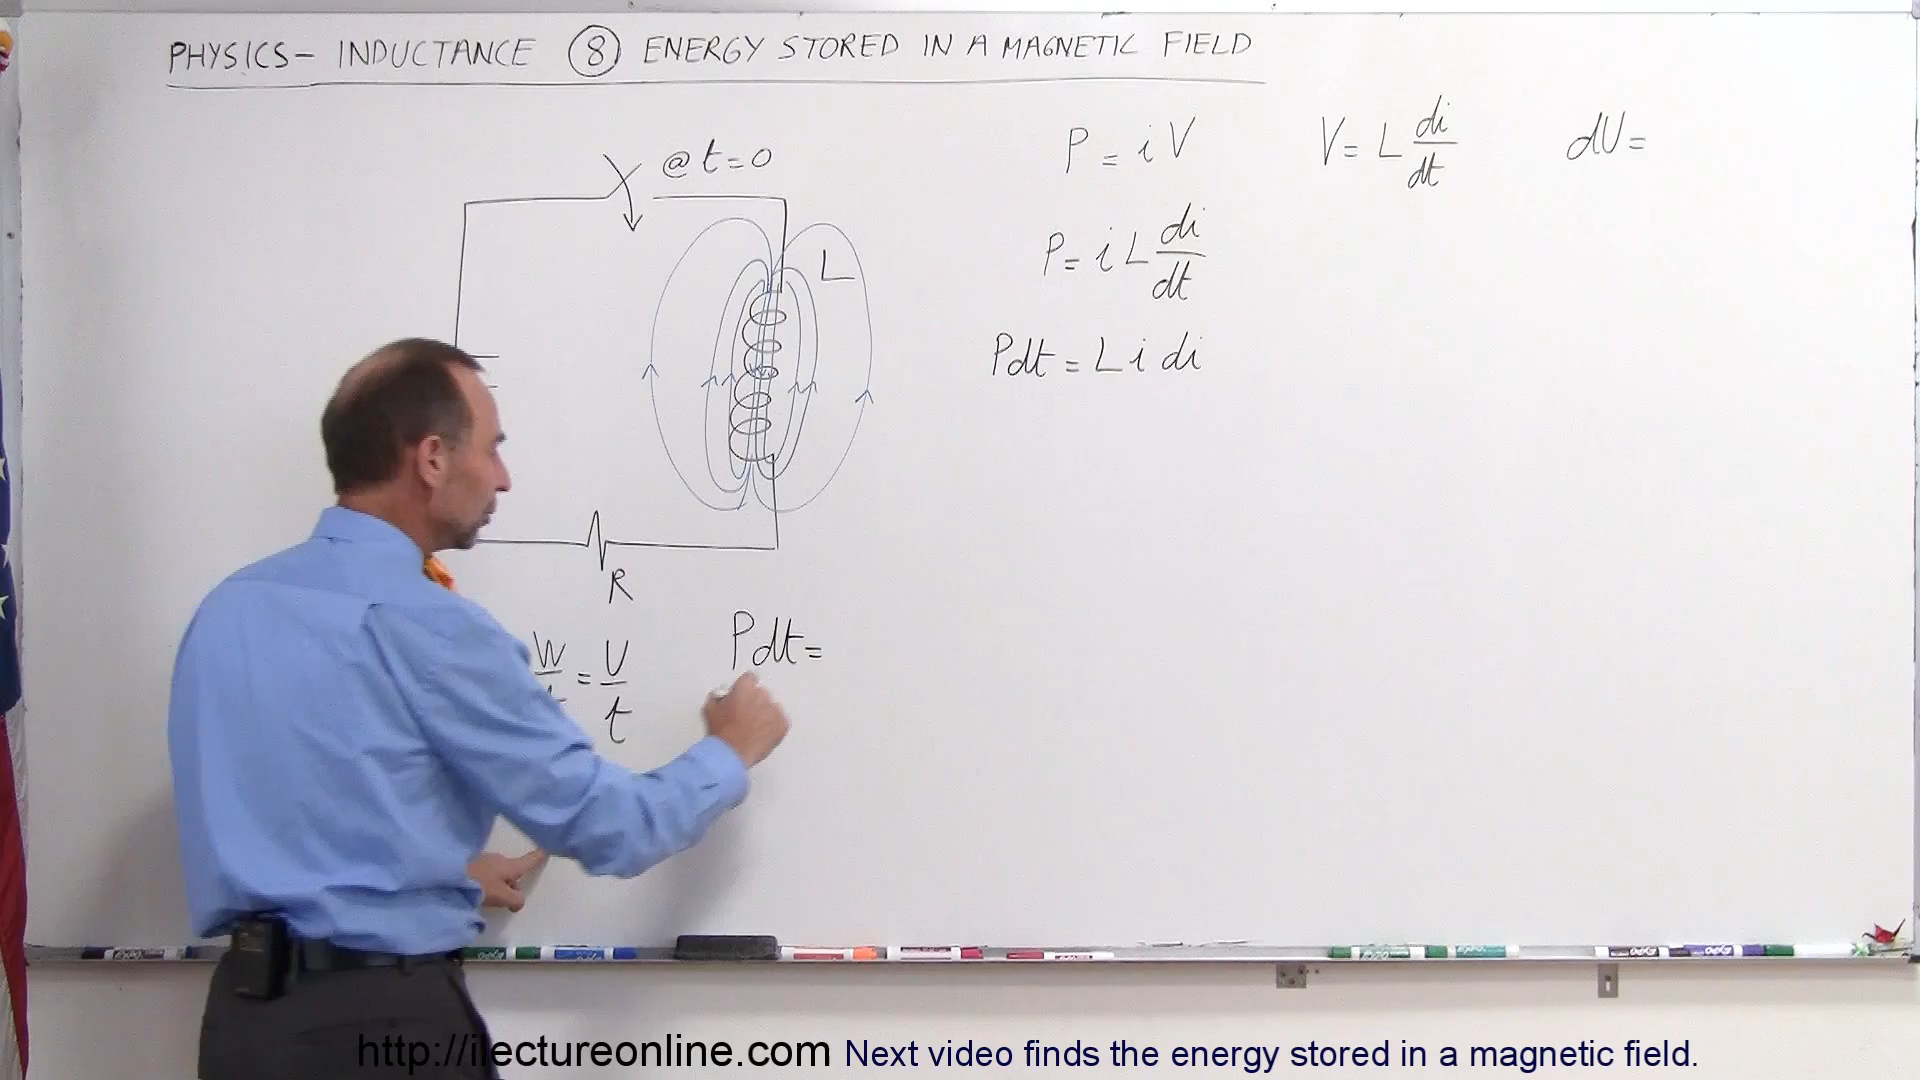 PHYSICS- INDUCTANCE ⑧ ENERGY STORED IN A MAGNETIC FIELD
@ t=0
L
R
P = i V
V= L di/dt
dU=
P= i L di/dt
Pdt = L i di
W/t = U/t
Pdt=
EXPO
http://ilectureonline.com Next video finds the energy stored in a magnetic field.